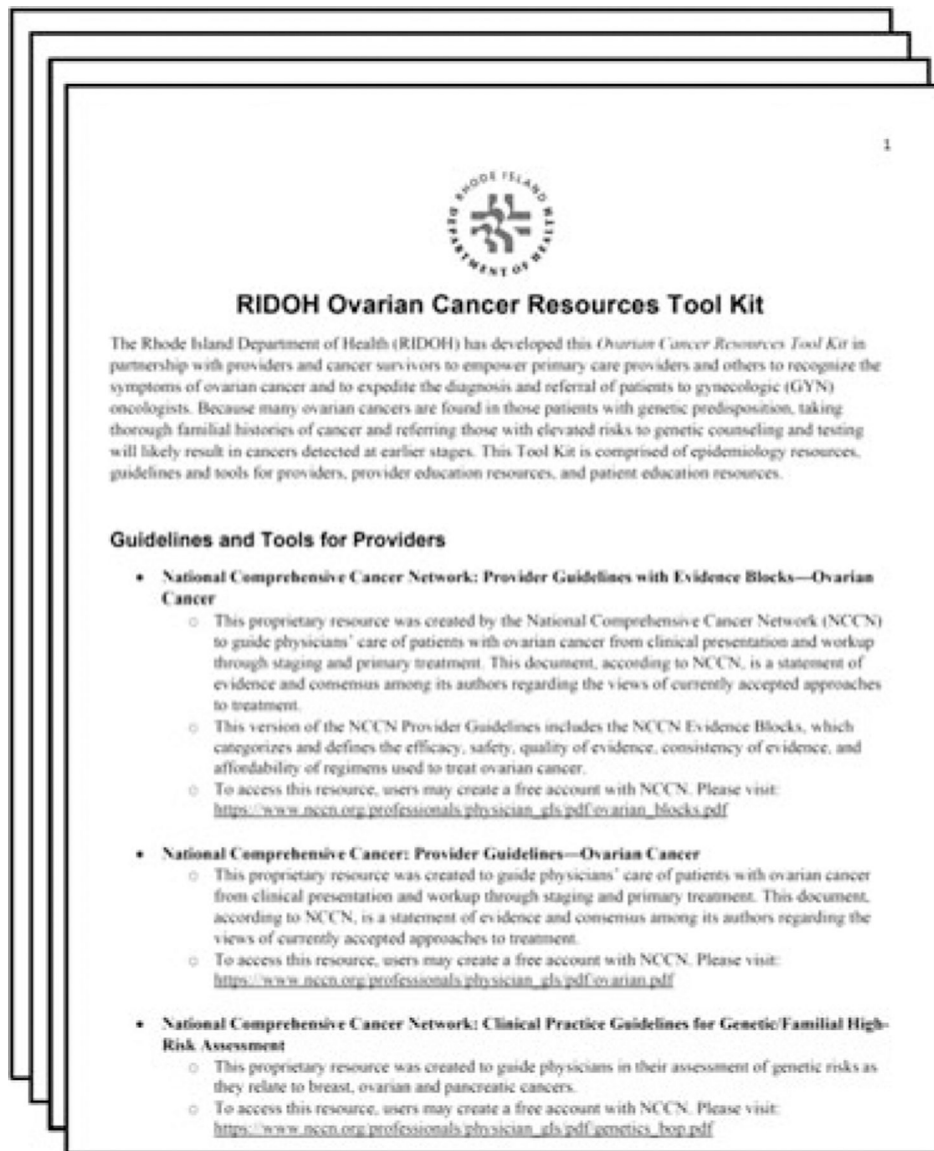 1
RHODE ISLAND
DEPARTMENT OF HEALTH
RIDOH Ovarian Cancer Resources Tool Kit
The Rhode Island Department of Health (RIDOH) has developed this Ovarian Cancer Resources Tool Kit in
partnership with providers and cancer survivors to empower primary care providers and others to recognize the
symptoms of ovarian cancer and to expedite the diagnosis and referral of patients to gynecologic (GYN)
oncologists. Because many ovarian cancers are found in those patients with genetic predisposition, taking
thorough familial histories of cancer and referring those with elevated risks to genetic counseling and testing
will likely result in cancers detected at earlier stages. This Tool Kit is comprised of epidemiology resources,
guidelines and tools for providers, provider education resources, and patient education resources.
Guidelines and Tools for Providers
• National Comprehensive Cancer Network: Provider Guidelines with Evidence Blocks—Ovarian
Cancer
○ This proprietary resource was created by the National Comprehensive Cancer Network (NCCN)
to guide physicians' care of patients with ovarian cancer from clinical presentation and workup
through staging and primary treatment. This document, according to NCCN, is a statement of
evidence and consensus among its authors regarding the views of currently accepted approaches
to treatment.
○ This version of the NCCN Provider Guidelines includes the NCCN Evidence Blocks, which
categorizes and defines the efficacy, safety, quality of evidence, consistency of evidence, and
affordability of regimens used to treat ovarian cancer.
○ To access this resource, users may create a free account with NCCN. Please visit:
https://www.nccn.org/professionals/physician_gls/pdf/ovarian_blocks.pdf
• National Comprehensive Cancer: Provider Guidelines—Ovarian Cancer
○ This proprietary resource was created to guide physicians' care of patients with ovarian cancer
from clinical presentation and workup through staging and primary treatment. This document,
according to NCCN, is a statement of evidence and consensus among its authors regarding the
views of currently accepted approaches to treatment.
○ To access this resource, users may create a free account with NCCN. Please visit:
https://www.nccn.org/professionals/physician_gls/pdf/ovarian.pdf
• National Comprehensive Cancer Network: Clinical Practice Guidelines for Genetic/Familial High-
Risk Assessment
○ This proprietary resource was created to guide physicians in their assessment of genetic risks as
they relate to breast, ovarian and pancreatic cancers.
○ To access this resource, users may create a free account with NCCN. Please visit:
https://www.nccn.org/professionals/physician_gls/pdf/genetics_bop.pdf